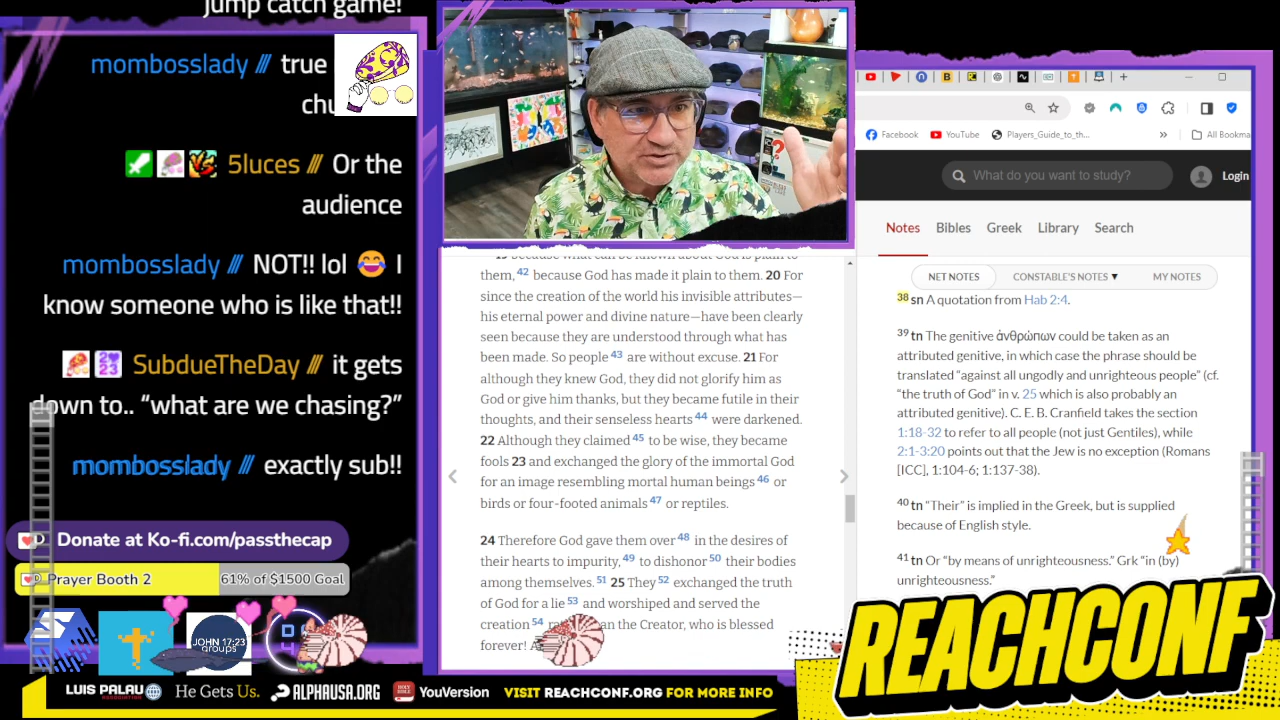 jump catch game!
mombosslady /// true
chu
5luces /// Or the
audience
mombosslady /// NOT!! lol 😂 I
know someone who is like that!!
SubdueTheDay /// it gets
down to.. “what are we chasing?”
mombosslady /// exactly sub!!
Donate at Ko-fi.com/passthecap
Prayer Booth 2
61% of $1500 Goal
JOHN 17:23
groups
because what can be known about God is plain to
them, 42 because God has made it plain to them. 20 For
since the creation of the world his invisible attributes—
his eternal power and divine nature—have been clearly
seen because they are understood through what has
been made. So people 43 are without excuse. 21 For
although they knew God, they did not glorify him as
God or give him thanks, but they became futile in their
thoughts, and their senseless hearts 44 were darkened.
22 Although they claimed 45 to be wise, they became
fools 23 and exchanged the glory of the immortal God
for an image resembling mortal human beings 46 or
birds or four-footed animals 47 or reptiles.
24 Therefore God gave them over 48 in the desires of
their hearts to impurity, 49 to dishonor 50 their bodies
among themselves. 51 25 They 52 exchanged the truth
of God for a lie 53 and worshiped and served the
creation 54 an the Creator, who is blessed
forever!
Facebook
YouTube
Players_Guide_to_th...
»
All Bookma
What do you want to study?
Login
Notes
Bibles
Greek
Library
Search
NET NOTES
CONSTABLE'S NOTES ▼
MY NOTES
38 sn A quotation from Hab 2:4.
39 tn The genitive ἀνθρώπων could be taken as an
attributed genitive, in which case the phrase should be
translated “against all ungodly and unrighteous people” (cf.
“the truth of God” in v. 25 which is also probably an
attributed genitive). C. E. B. Cranfield takes the section
1:18-32 to refer to all people (not just Gentiles), while
2:1-3:20 points out that the Jew is no exception (Romans
[ICC], 1:104-6; 1:137-38).
40 tn “Their” is implied in the Greek, but is supplied
because of English style.
41 tn Or “by means of unrighteousness.” Grk “in (by)
unrighteousness.”
REACHCONF
LUIS PALAU
He Gets Us.
ALPHAUSA.ORG
HOLY BIBLE
YouVersion
VISIT REACHCONF.ORG FOR MORE INFO